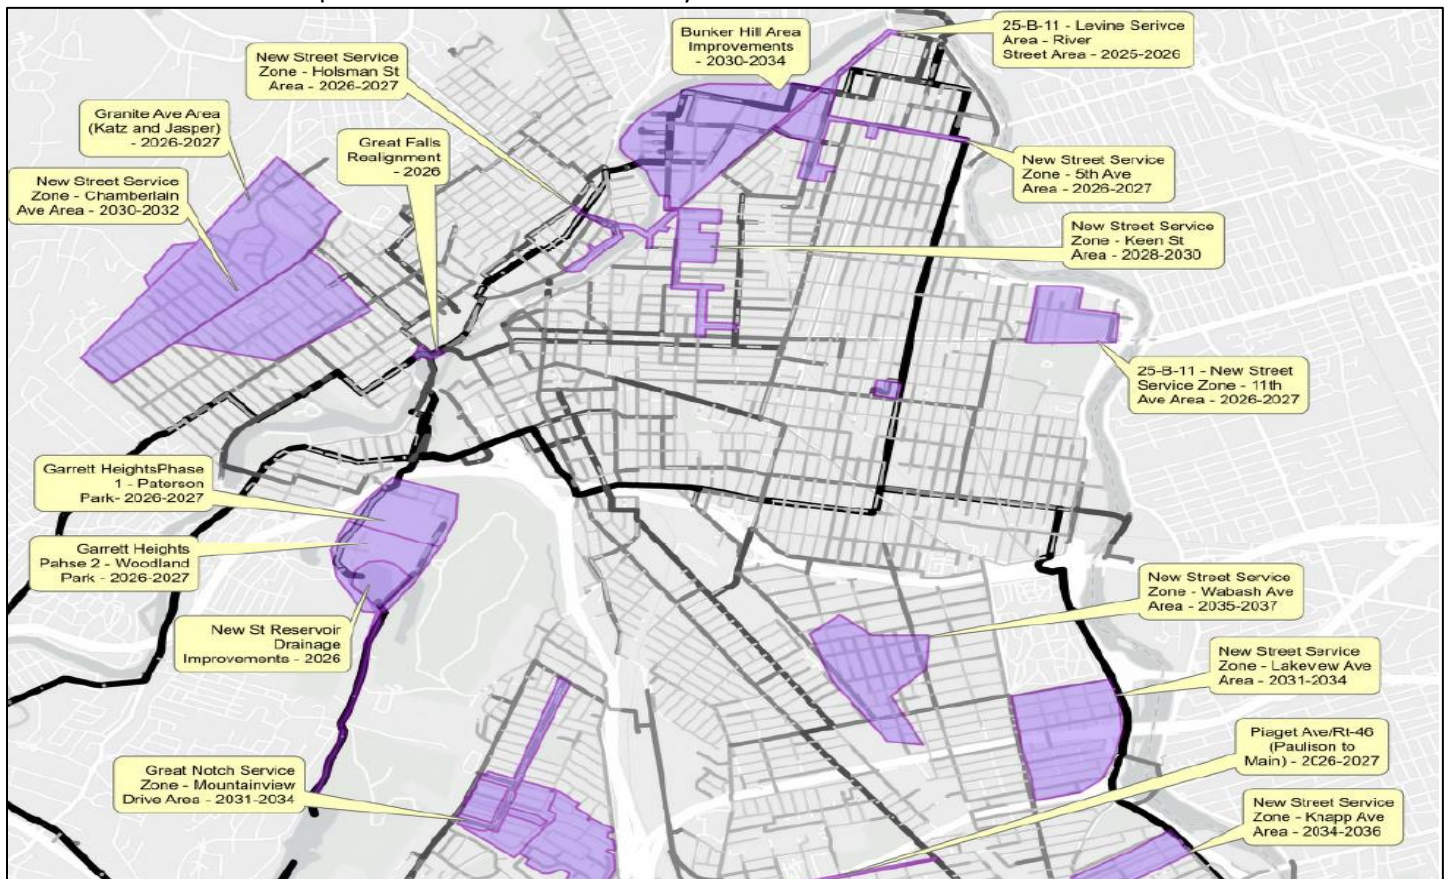 Bunker Hill Area
Improvements
- 2030-2034
25-B-11 - Levine Serivce
Area - River
Street Area - 2025-2026
New Street Service
Zone - Holsman St
Area - 2026-2027
Granite Ave Area
(Katz and Jasper)
- 2026-2027
Great Falls
Realignment
- 2026
New Street Service
Zone - Chamberlain
Ave Area - 2030-2032
New Street Service
Zone - 5th Ave
Area - 2026-2027
New Street Service
Zone - Keen St
Area - 2028-2030
25-B-11 - New Street
Service Zone - 11th
Ave Area - 2026-2027
Garrett HeightsPhase
1 - Paterson
Park- 2026-2027
Garrett Heights
Pahse 2 - Woodland
Park - 2026-2027
New St Reservoir
Drainage
Improvements - 2026
New Street Service
Zone - Wabash Ave
Area - 2035-2037
New Street Service
Zone - Lakevew Ave
Area - 2031-2034
Piaget Ave/Rt-46
(Paulison to
Main) - 2026-2027
Great Notch Service
Zone - Mountainview
Drive Area - 2031-2034
New Street Service
Zone - Knapp Ave
Area - 2034-2036